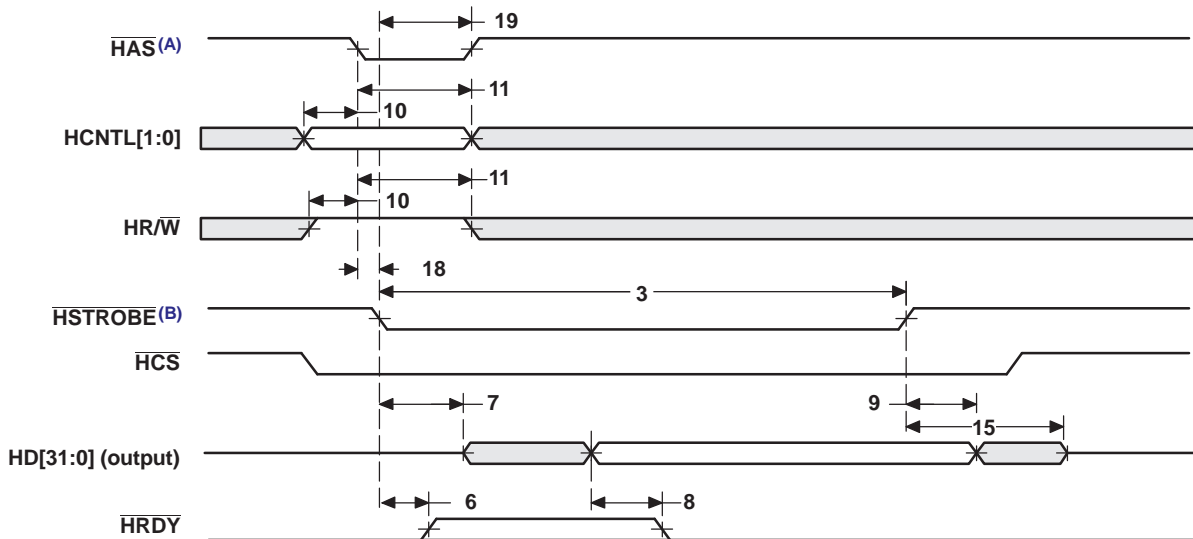 19
HAS(A)
11
10
HCNTL[1:0]
11
10
HR/W
18
3
HSTROBE(B)
HCS
7
9
15
HD[31:0] (output)
6
8
HRDY